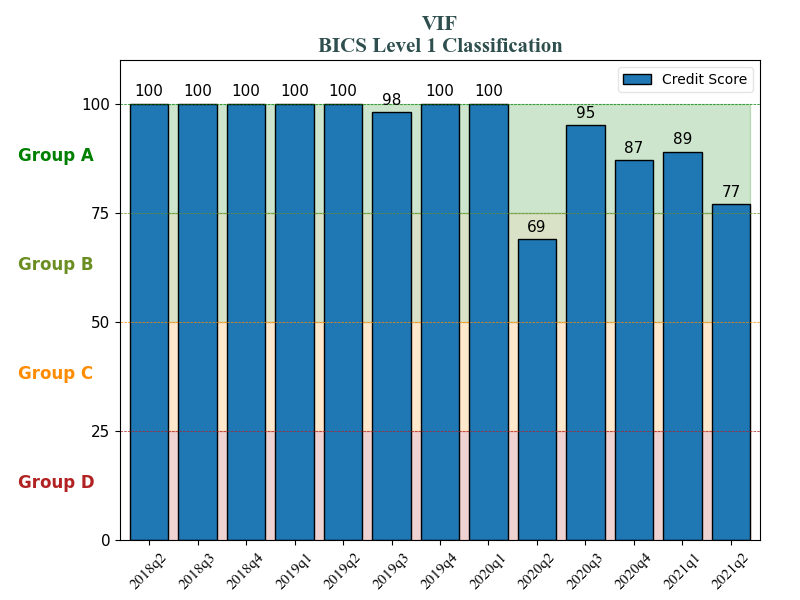 VIF
BICS Level 1 Classification
Credit Score
100 100 100 100 100 98 100 100 69 95 87 89 77
100
Group A
75
Group B
50
Group C
25
Group D
0
2018q2 2018q3 2018q4 2019q1 2019q2 2019q3 2019q4 2020q1 2020q2 2020q3 2020q4 2021q1 2021q2